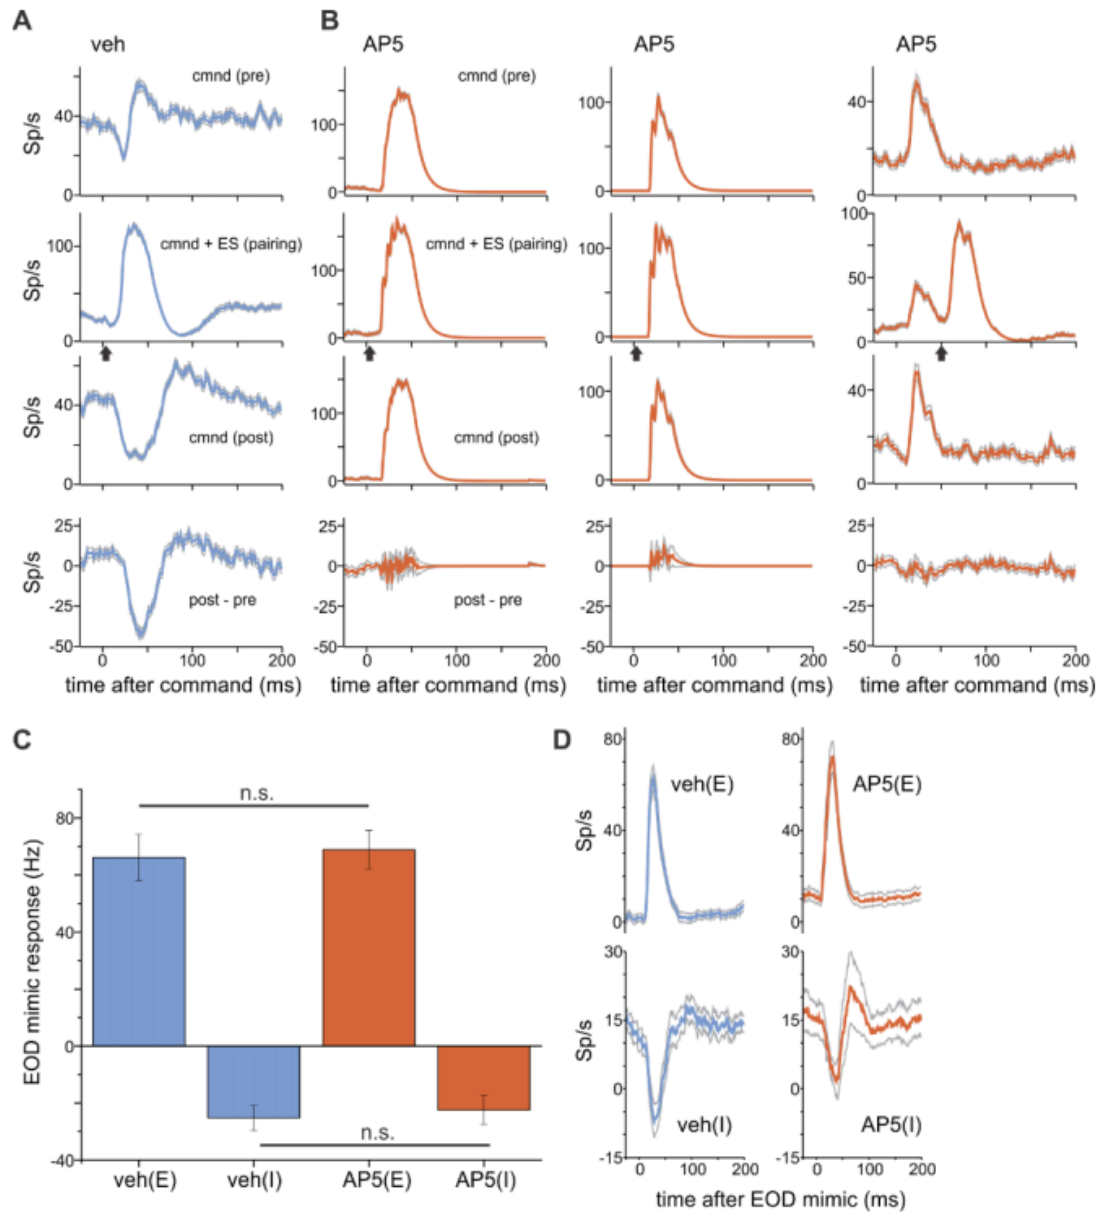 A
B
veh
AP5
AP5
AP5
cmnd (pre)
cmnd (pre)
Sp/s
40
0
100
0
100
0
40
0
cmnd + ES (pairing)
cmnd + ES (pairing)
Sp/s
100
0
100
0
100
0
100
50
0
cmnd (post)
cmnd (post)
Sp/s
40
0
100
0
100
0
40
0
post - pre
post - pre
Sp/s
25
0
-25
-50
25
0
-25
-50
25
0
-25
-50
25
0
-25
-50
0 100 200
0 100 200
0 100 200
0 100 200
time after command (ms)
time after command (ms)
time after command (ms)
time after command (ms)
C
EOD mimic response (Hz)
80
40
0
-40
n.s.
n.s.
veh(E)
veh(I)
AP5(E)
AP5(I)
D
veh(E)
AP5(E)
Sp/s
80
40
0
80
40
0
veh(I)
AP5(I)
Sp/s
30
15
0
-15
30
15
0
-15
0 100 200
0 100 200
time after EOD mimic (ms)